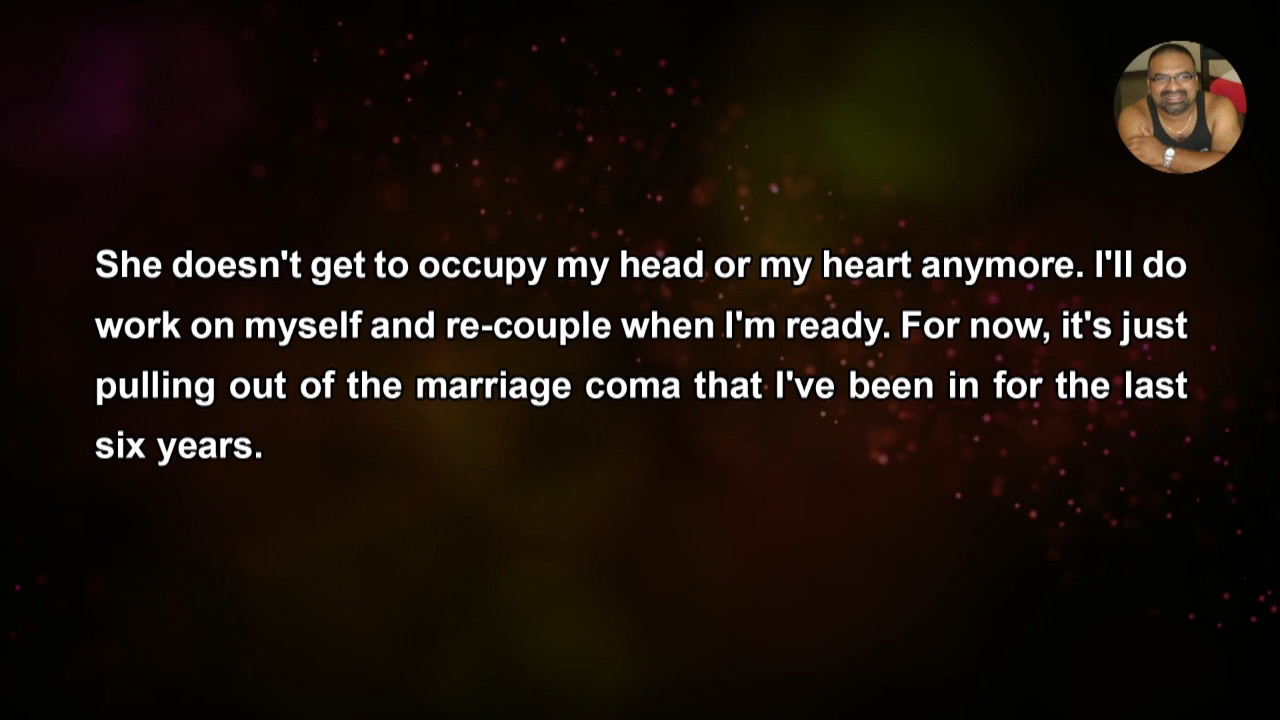 She doesn't get to occupy my head or my heart anymore. I'll do
work on myself and re-couple when I'm ready. For now, it's just
pulling out of the marriage coma that I've been in for the last
six years.